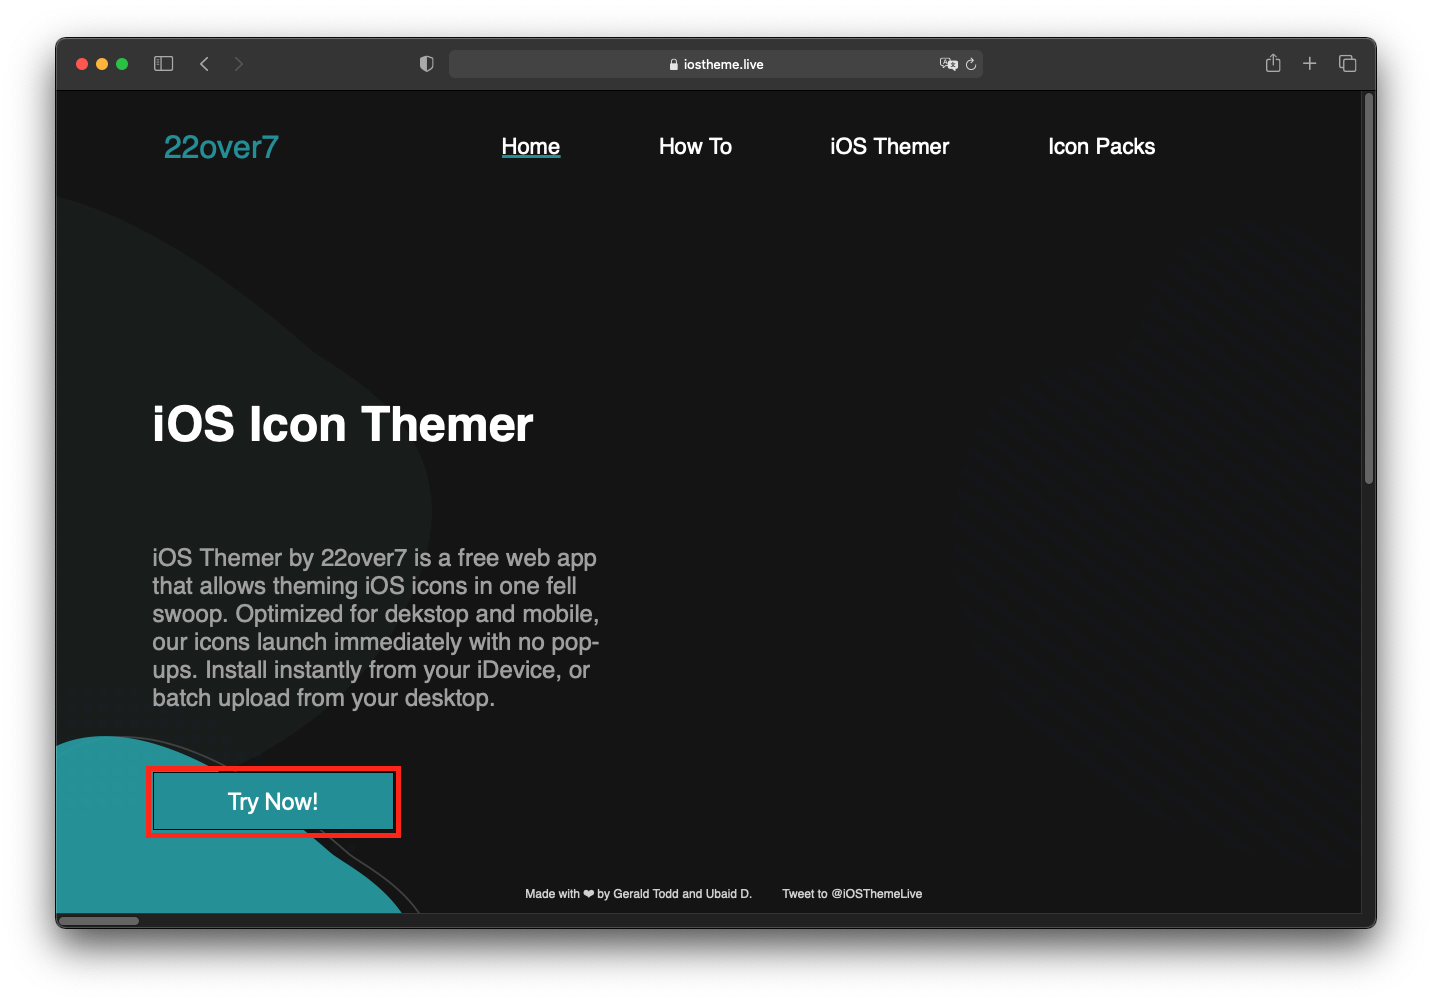 iostheme.live
22over7
Home
How To
iOS Themer
Icon Packs
iOS Icon Themer
iOS Themer by 22over7 is a free web app
that allows theming iOS icons in one fell
swoop. Optimized for dekstop and mobile,
our icons launch immediately with no pop-
ups. Install instantly from your iDevice, or
batch upload from your desktop.
Try Now!
Made with ❤ by Gerald Todd and Ubaid D.
Tweet to @iOSThemeLive